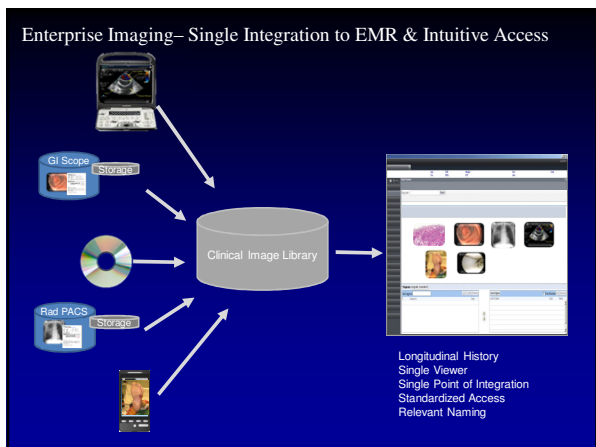 Enterprise Imaging– Single Integration to EMR & Intuitive Access
GI Scope
Storage
Clinical Image Library
Rad PACS
Storage
Longitudinal History
Single Viewer
Single Point of Integration
Standardized Access
Relevant Naming